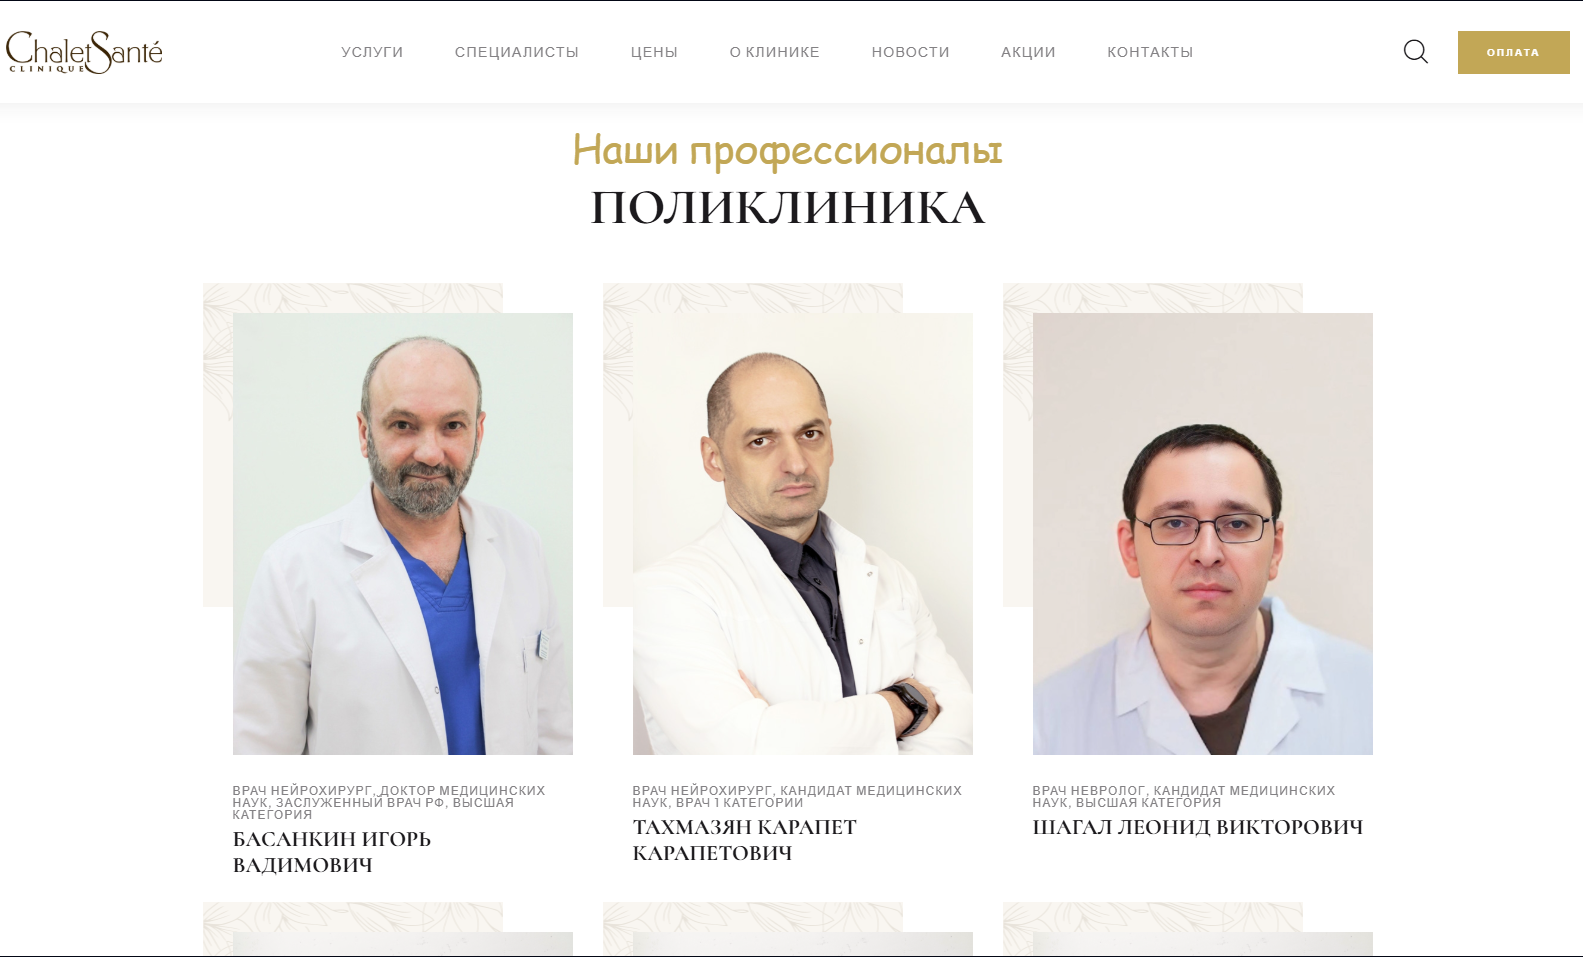 ChaletSanté
CLINIQUE
УСЛУГИ
СПЕЦИАЛИСТЫ
ЦЕНЫ
О КЛИНИКЕ
НОВОСТИ
АКЦИИ
КОНТАКТЫ
ОПЛАТА
Наши профессионалы
ПОЛИКЛИНИКА
ВРАЧ НЕЙРОХИРУРГ, ДОКТОР МЕДИЦИНСКИХ
НАУК, ЗАСЛУЖЕННЫЙ ВРАЧ РФ, ВЫСШАЯ
КАТЕГОРИЯ
БАСАНКИН ИГОРЬ
ВАДИМОВИЧ
ВРАЧ НЕЙРОХИРУРГ, КАНДИДАТ МЕДИЦИНСКИХ
НАУК, ВРАЧ 1 КАТЕГОРИИ
ТАХМАЗЯН КАРАПЕТ
КАРАПЕТОВИЧ
ВРАЧ НЕВРОЛОГ, КАНДИДАТ МЕДИЦИНСКИХ
НАУК, ВЫСШАЯ КАТЕГОРИЯ
ШАГАЛ ЛЕОНИД ВИКТОРОВИЧ